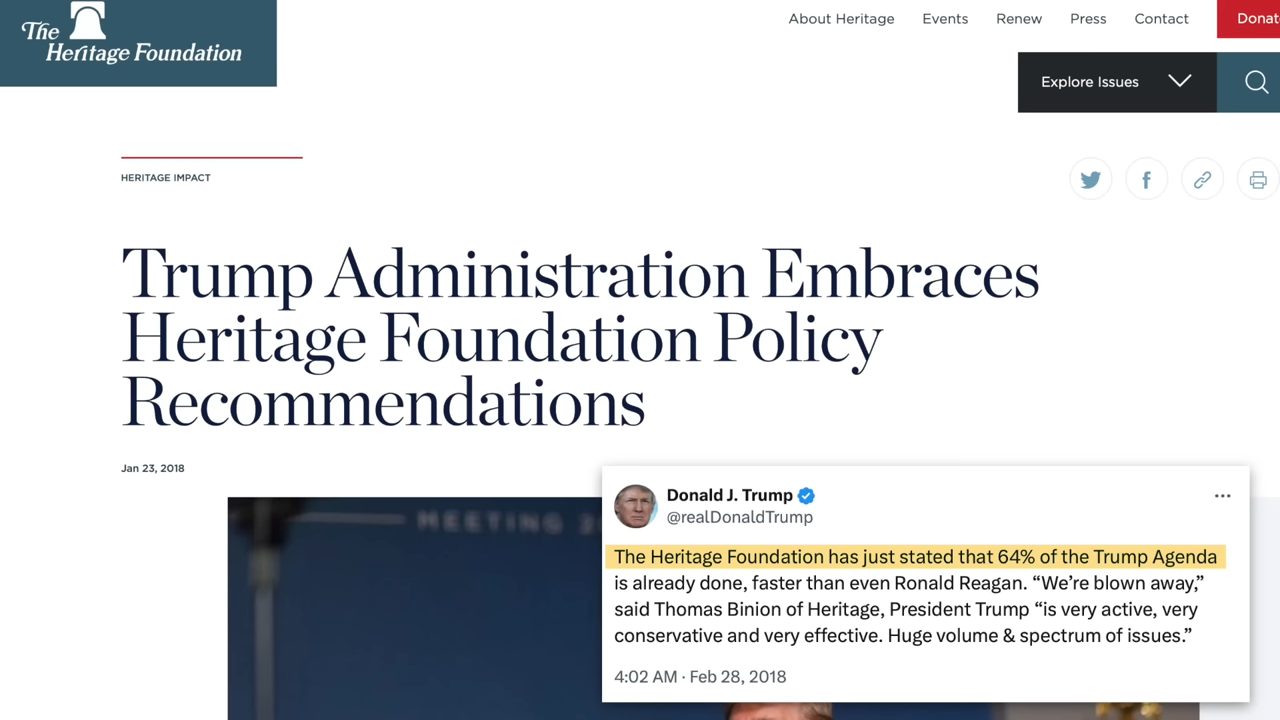 The
Heritage Foundation
About Heritage Events Renew Press Contact Donat
Explore Issues
HERITAGE IMPACT
Trump Administration Embraces
Heritage Foundation Policy
Recommendations
Jan 23, 2018
MEETING
Donald J. Trump
@realDonaldTrump
The Heritage Foundation has just stated that 64% of the Trump Agenda
is already done, faster than even Ronald Reagan. “We’re blown away,”
said Thomas Binion of Heritage, President Trump “is very active, very
conservative and very effective. Huge volume & spectrum of issues.”
4:02 AM · Feb 28, 2018